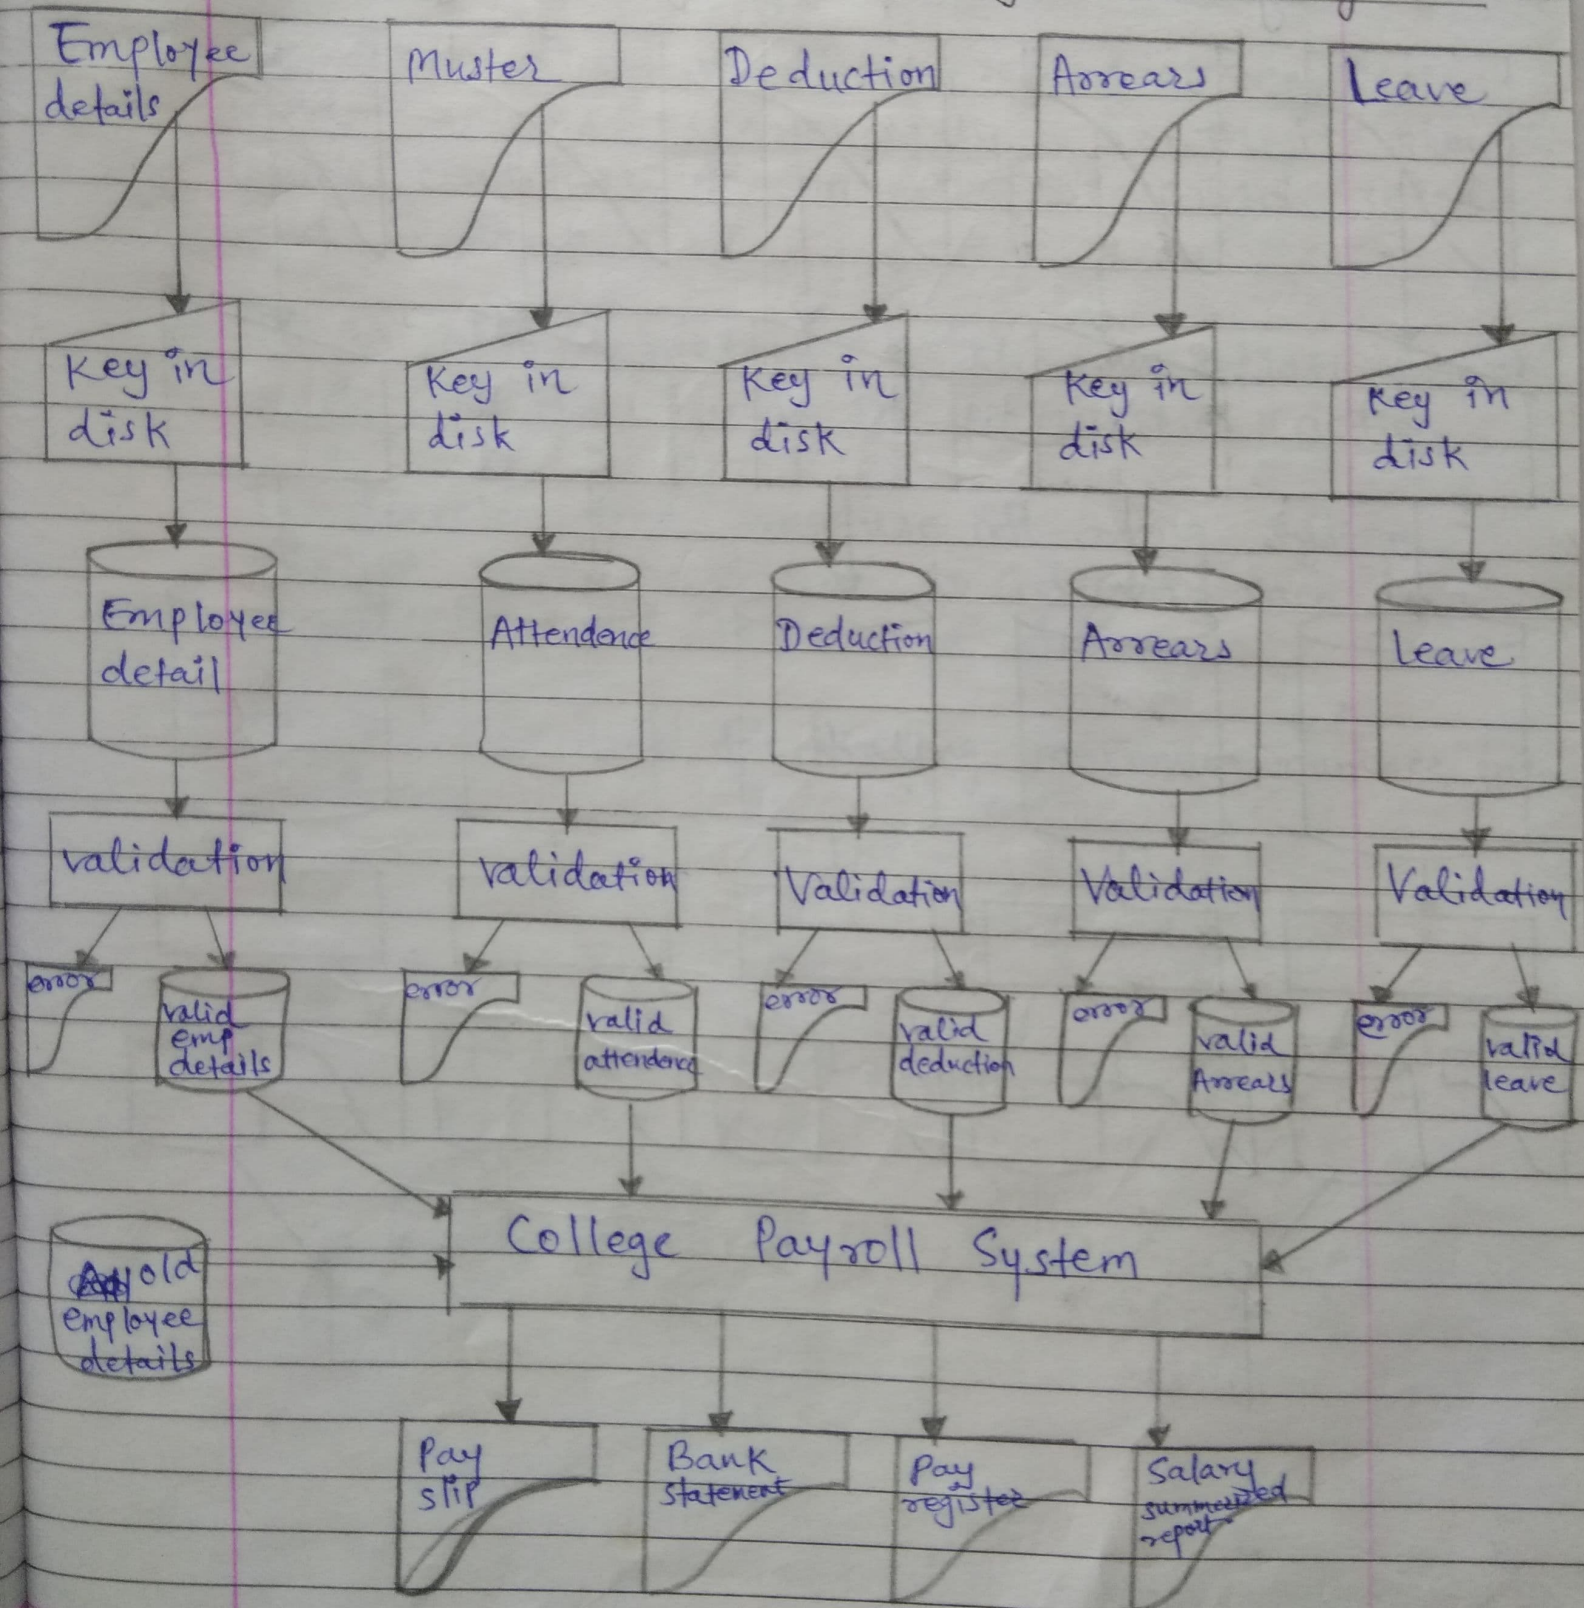 Employee
details
Muster
Deduction
Arrears
Leave
Key in
disk
Key in
disk
Key in
disk
Key in
disk
Key in
disk
Employee
detail
Attendence
Deduction
Arrears
Leave
validation
validation
Validation
Validation
Validation
error
valid
emp
details
error
valid
attendence
error
valid
deduction
error
valid
Arrears
error
valid
leave
College Payroll System
old
employee
details
Pay
slip
Bank
statement
Pay
register
Salary
summerized
report